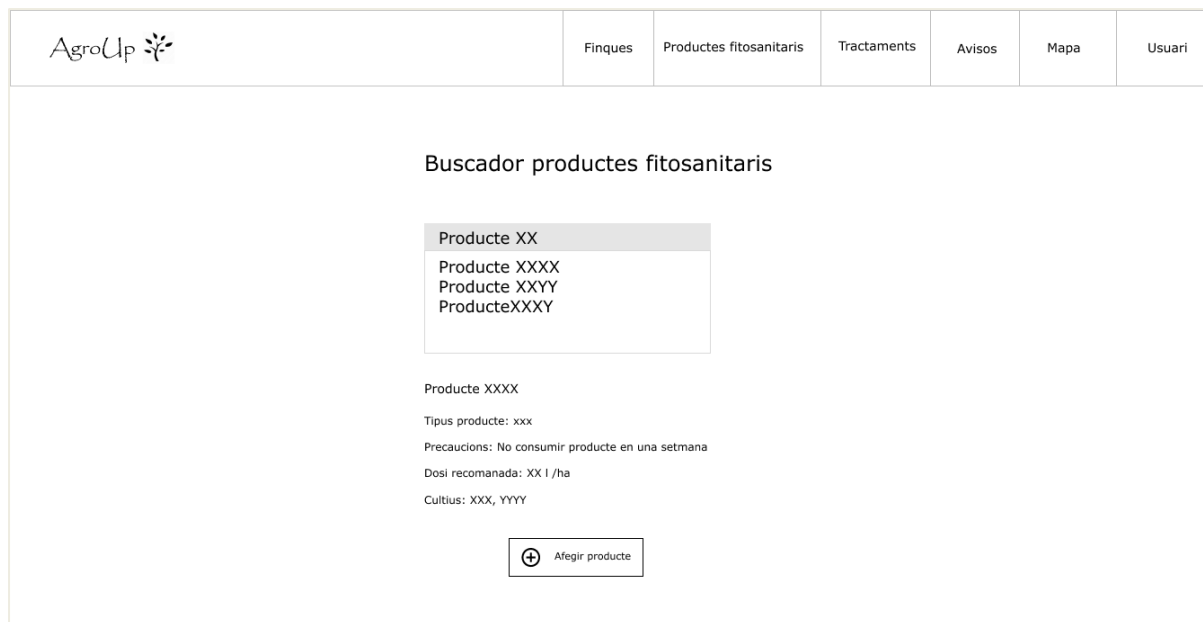 AgroUp
Finques
Productes fitosanitaris
Tractaments
Avisos
Mapa
Usuari
Buscador productes fitosanitaris
Producte XX
Producte XXXX
Producte XXYY
ProducteXXXY
Producte XXXX
Tipus producte: xxx
Precaucions: No consumir producte en una setmana
Dosi recomanada: XX l /ha
Cultius: XXX, YYYY
Afegir producte